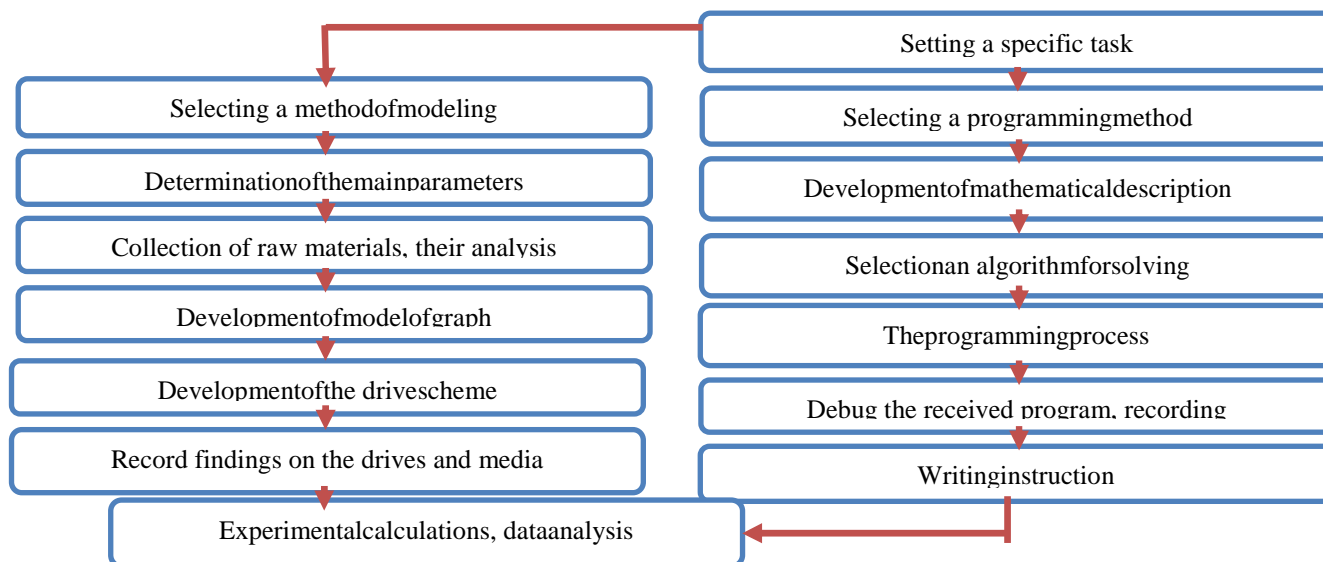 Setting a specific task
Selecting a methodofmodeling
Selecting a programmingmethod
Determinationofthemainparameters
Developmentofmathematicaldescription
Collection of raw materials, their analysis
Selectionan algorithmforsolving
Developmentofmodelofgraph
Theprogrammingprocess
Developmentofthe drivescheme
Debug the received program, recording
Record findings on the drives and media
Writinginstruction
Experimentalcalculations, dataanalysis